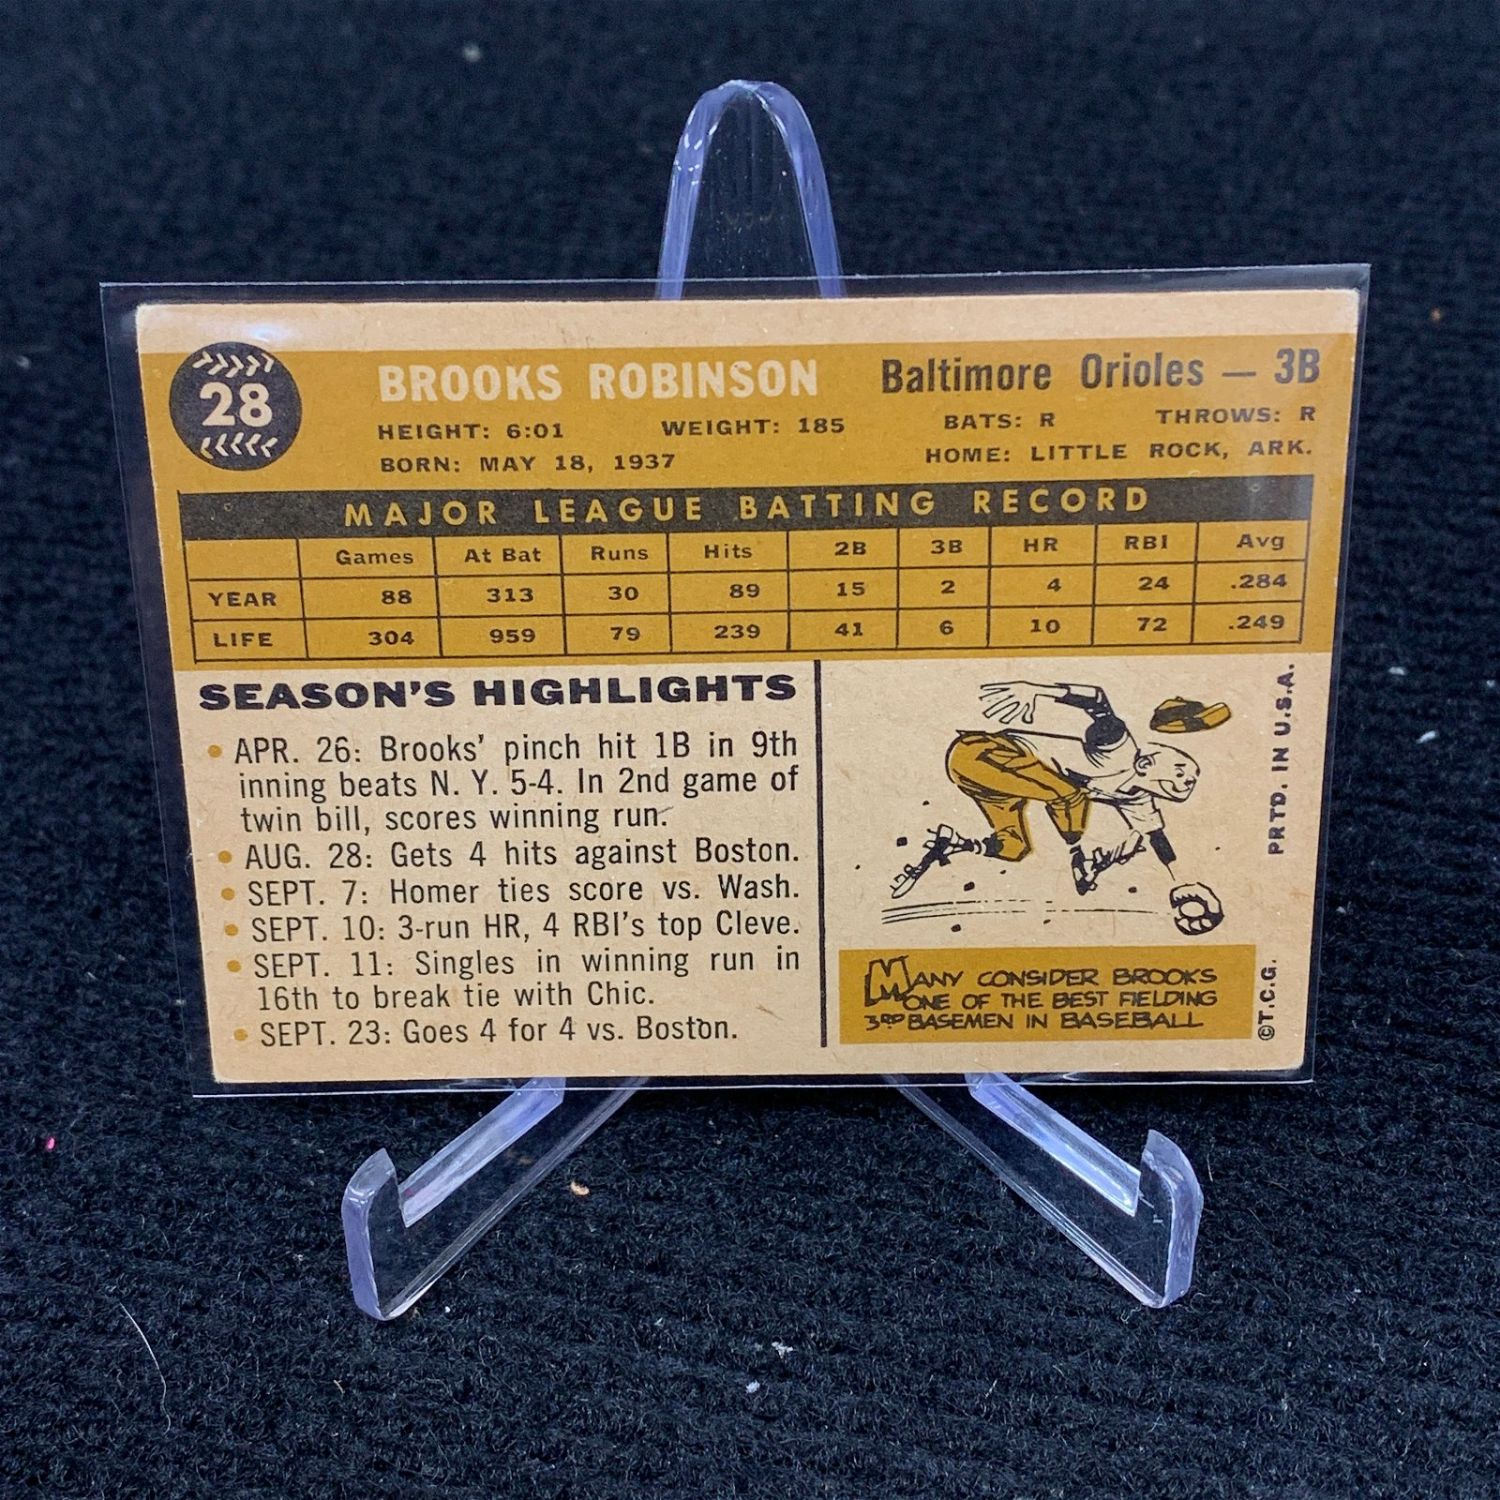 28
BROOKS ROBINSON Baltimore Orioles — 3B
HEIGHT: 6:01 WEIGHT: 185 BATS: R THROWS: R
BORN: MAY 18, 1937 HOME: LITTLE ROCK, ARK.
MAJOR LEAGUE BATTING RECORD
Games At Bat Runs Hits 2B 3B HR RBI Avg
YEAR 88 313 30 89 15 2 4 24 .284
LIFE 304 959 79 239 41 6 10 72 .249
SEASON'S HIGHLIGHTS
• APR. 26: Brooks' pinch hit 1B in 9th
inning beats N. Y. 5-4. In 2nd game of
twin bill, scores winning run.
• AUG. 28: Gets 4 hits against Boston.
• SEPT. 7: Homer ties score vs. Wash.
• SEPT. 10: 3-run HR, 4 RBI's top Cleve.
• SEPT. 11: Singles in winning run in
16th to break tie with Chic.
• SEPT. 23: Goes 4 for 4 vs. Boston.
MANY CONSIDER BROOKS
ONE OF THE BEST FIELDING
3RD BASEMEN IN BASEBALL
©T.C.G. PRTD. IN U.S.A.